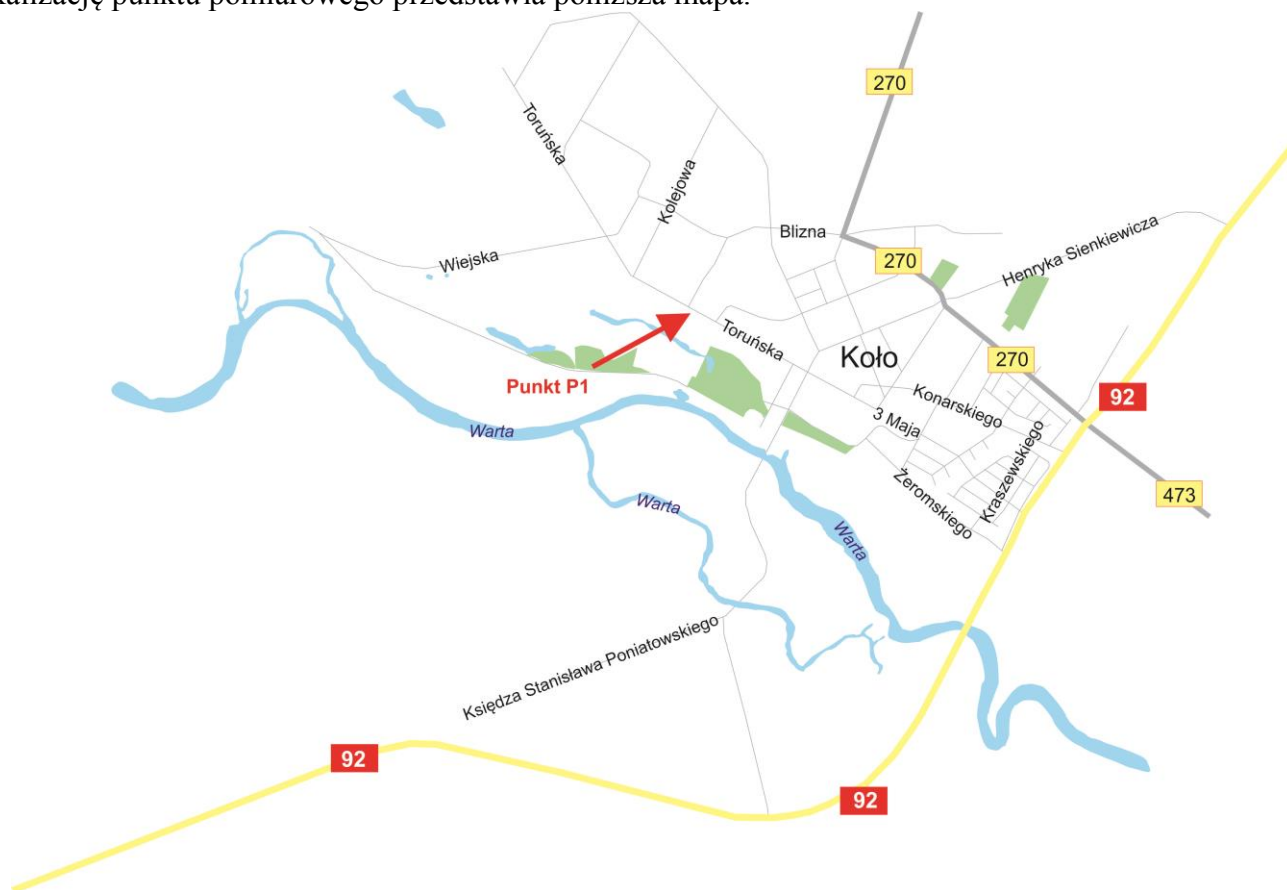 punktu pomiarowego przedstawia poniższa mapa.
270
Toruńska
Kolejowa
Blizna
Wiejska
270
Henryka Sienkiewicza
Toruńska
Koło
270
Punkt P1
92
Konarskiego
3 Maja
Warta
Kraszewskiego
Żeromskiego
473
Warta
Warta
Księdza Stanisława Poniatowskiego
92
92